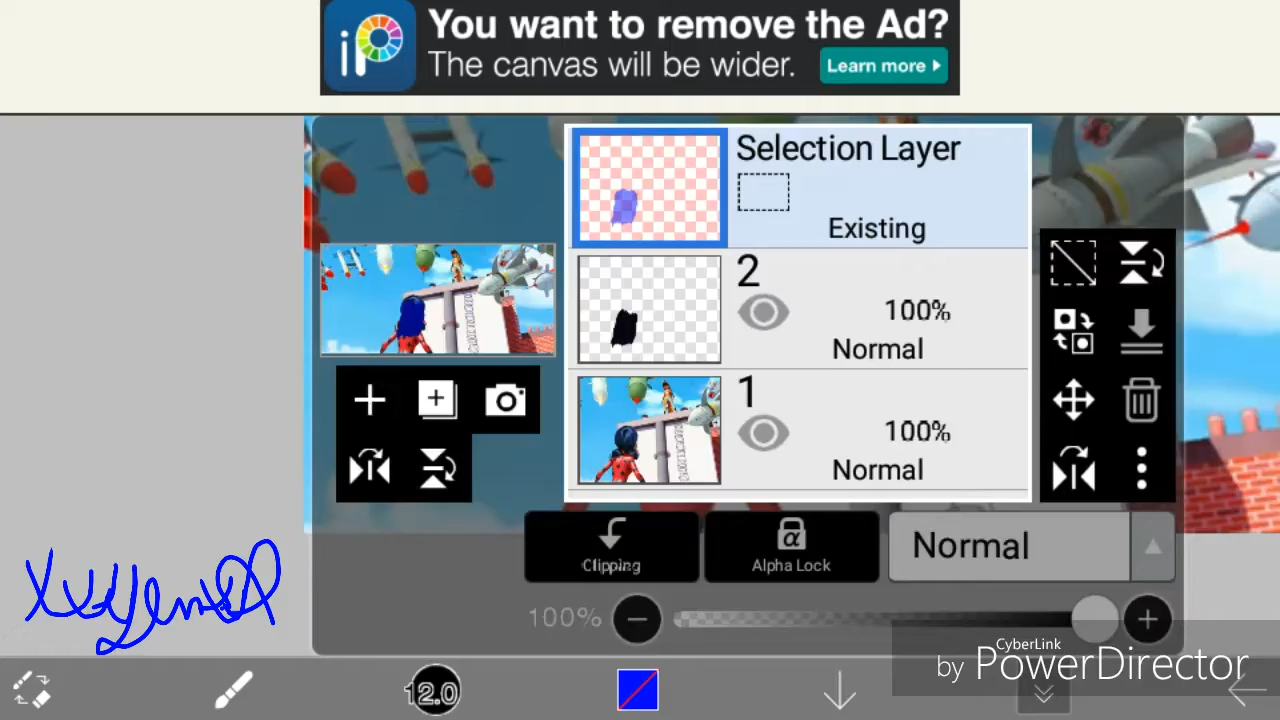 iP
You want to remove the Ad?
The canvas will be wider.
Learn more
Selection Layer
Existing
2
100%
Normal
1
100%
Normal
Clipping
α
Alpha Lock
Normal
100%
12.0
CyberLink
by PowerDirector